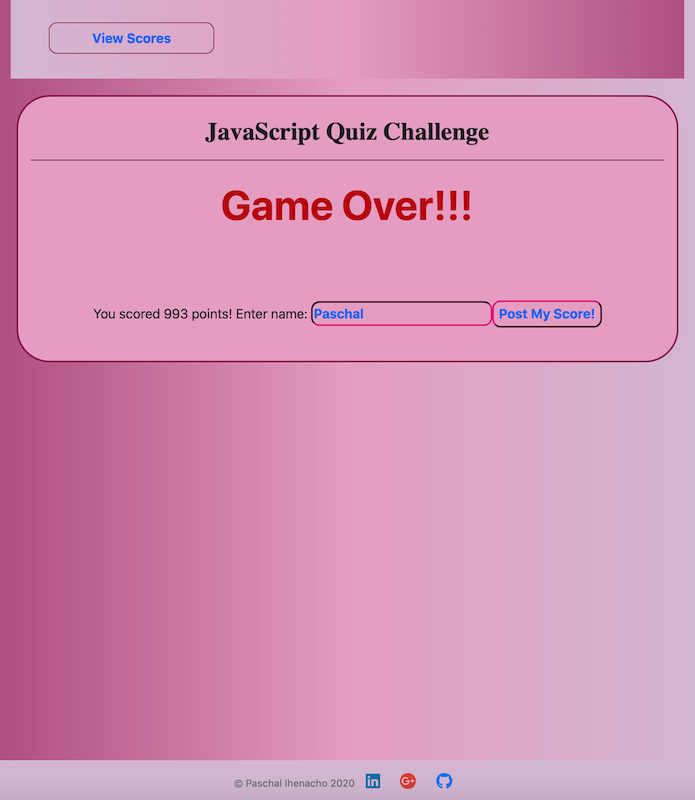 View Scores
JavaScript Quiz Challenge
Game Over!!!
You scored 993 points! Enter name: Paschal Post My Score!
© Paschal Ihenacho 2020 in G+